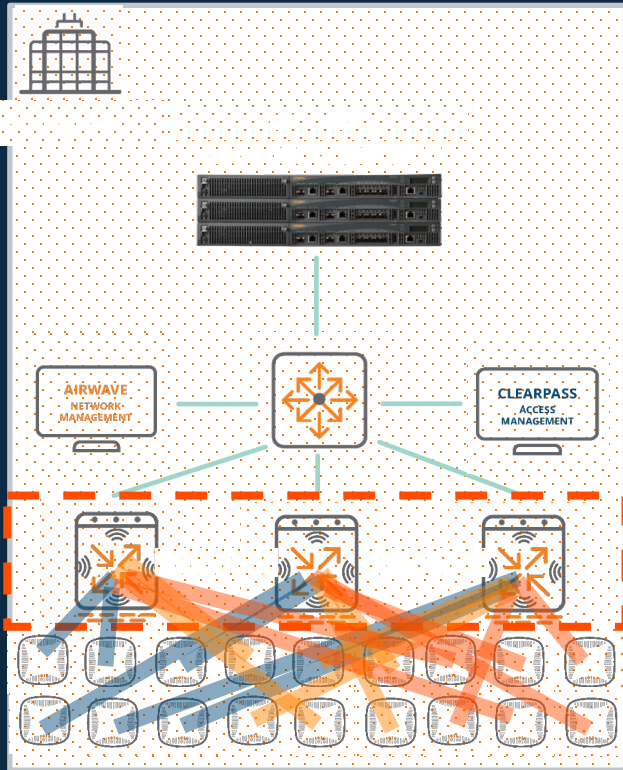 AIRWAVE
NETWORK
MANAGEMENT
CLEARPASS
ACCESS
MANAGEMENT